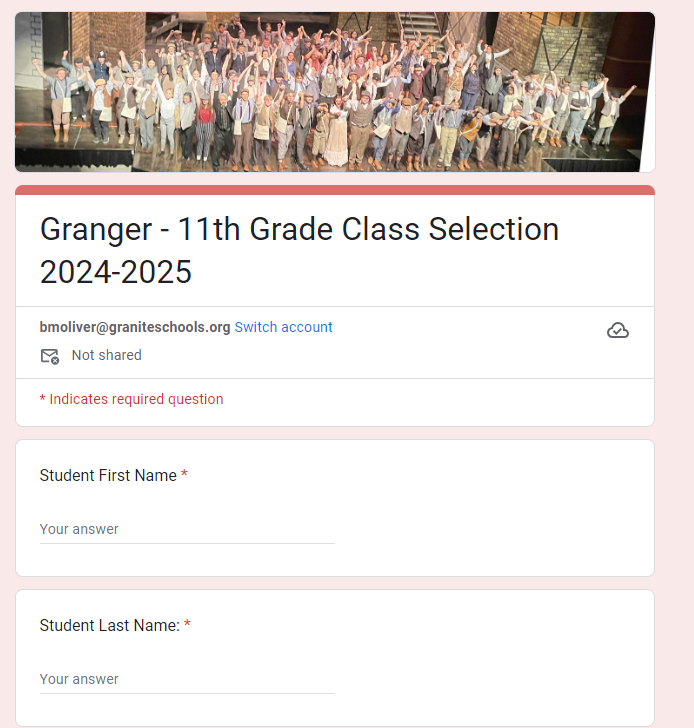 Granger - 11th Grade Class Selection
2024-2025
bmoliver@graniteschools.org Switch account
Not shared
* Indicates required question
Student First Name *
Your answer
Student Last Name: *
Your answer